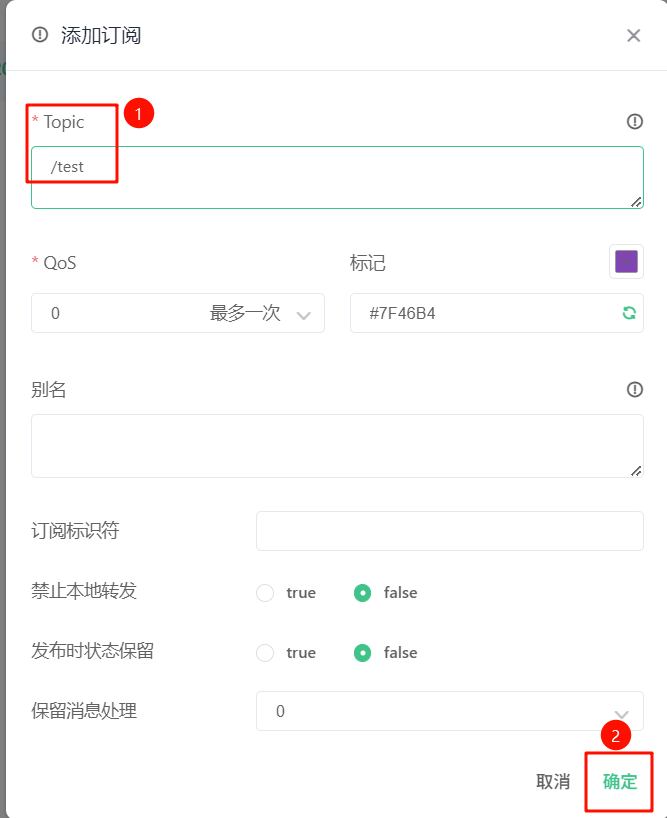 添加订阅
* Topic
1
/test
* QoS
标记
0
最多一次
#7F46B4
别名
订阅标识符
禁止本地转发
true
false
发布时状态保留
true
false
保留消息处理
0
2
取消
确定